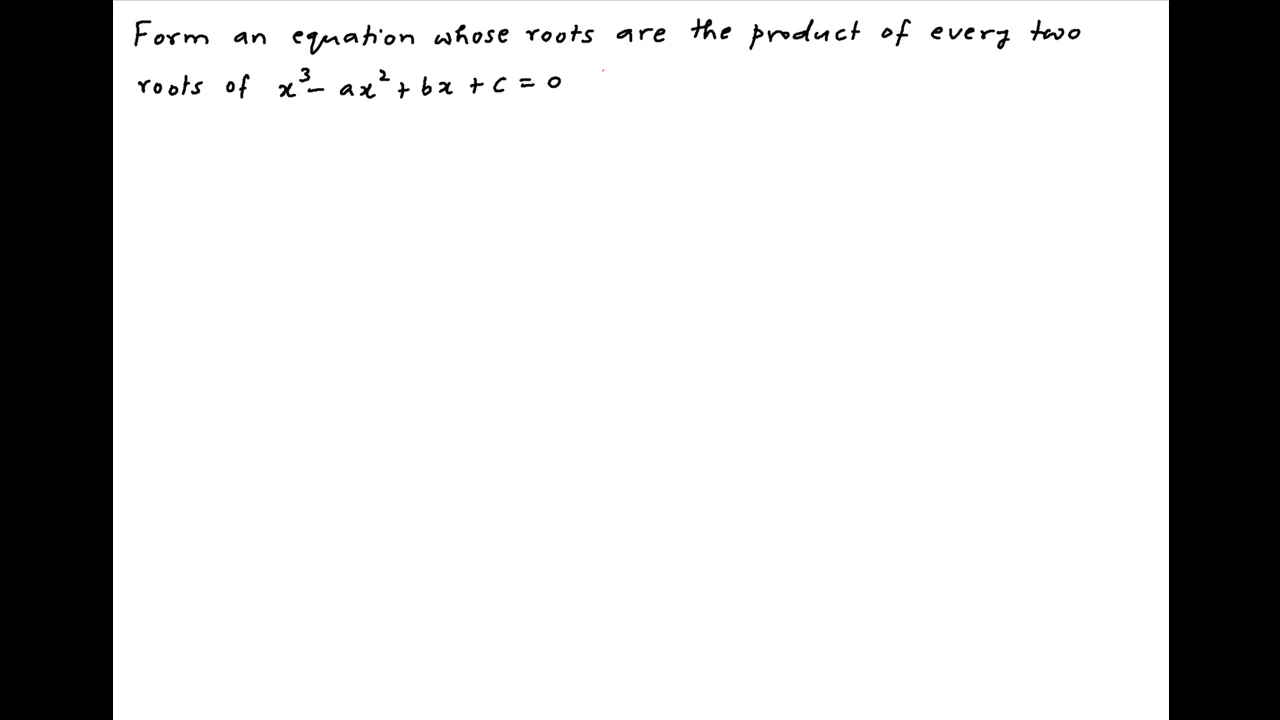 Form an equation whose roots are the product of every two
roots of x³ - ax² + bx + c = 0